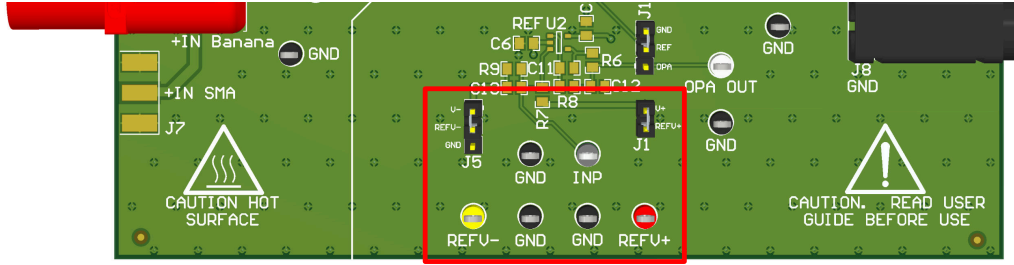 C
J1
REF U2
GND
REF
OPA
+IN Banana
GND
C6
R6
GND
R9
C11
J8
GND
C13
C12
OPA OUT
+IN SMA
R8
V-
V+
REFV-
R7
REFV+
J7
GND
J1
GND
J5
GND
INP
CAUTION HOT
SURFACE
CAUTION. READ USER
GUIDE BEFORE USE
REFV-
GND
GND
REFV+